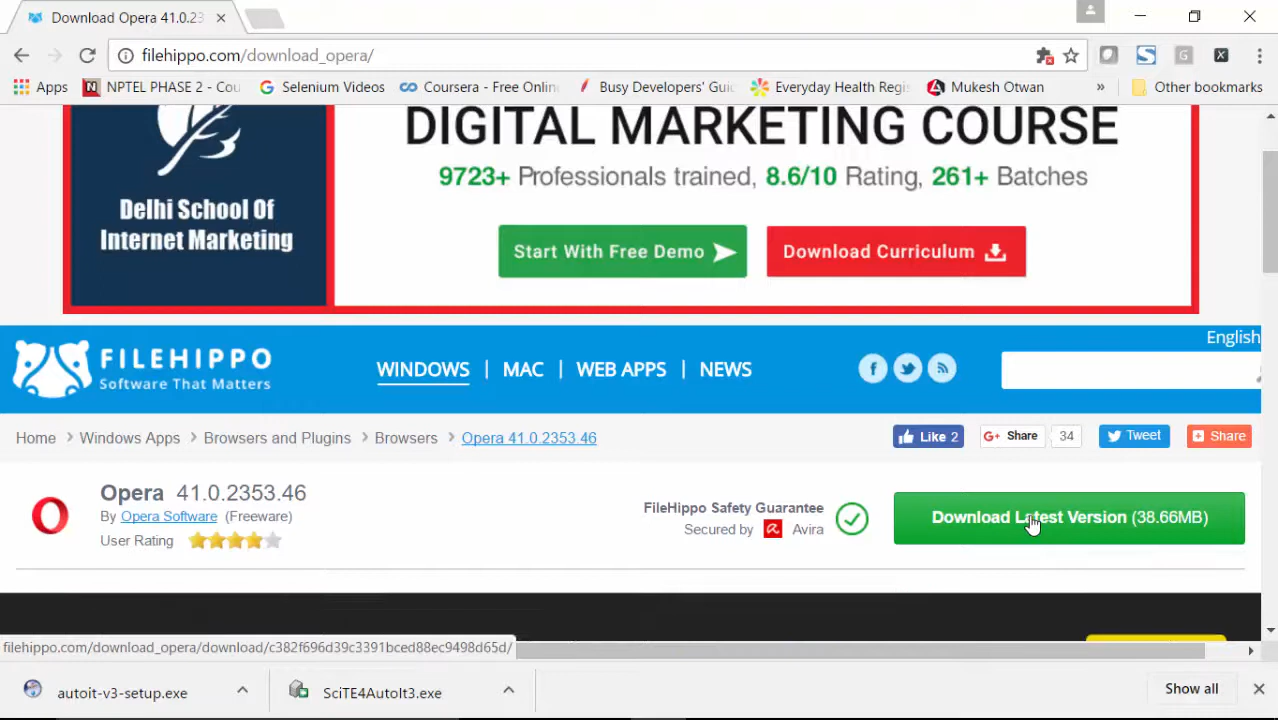 Download Opera 41.0.23
filehippo.com/download_opera/
Apps
NPTEL PHASE 2 - Cou
Selenium Videos
Coursera - Free Onlin
Busy Developers' Gui
Everyday Health Regi
Mukesh Otwan
»
Other bookmarks
DIGITAL MARKETING COURSE
9723+ Professionals trained, 8.6/10 Rating, 261+ Batches
Delhi School Of
Internet Marketing
Start With Free Demo
Download Curriculum
English
FILEHIPPO
Software That Matters
WINDOWS | MAC | WEB APPS | NEWS
Home > Windows Apps > Browsers and Plugins > Browsers > Opera 41.0.2353.46
Like 2
G+ Share 34
Tweet
Share
Opera 41.0.2353.46
By Opera Software (Freeware)
User Rating
FileHippo Safety Guarantee
Secured by Avira
Download Latest Version (38.66MB)
filehippo.com/download_opera/download/c382f696d39c3391bced88ec9498d65d/
autoit-v3-setup.exe
SciTE4AutoIt3.exe
Show all